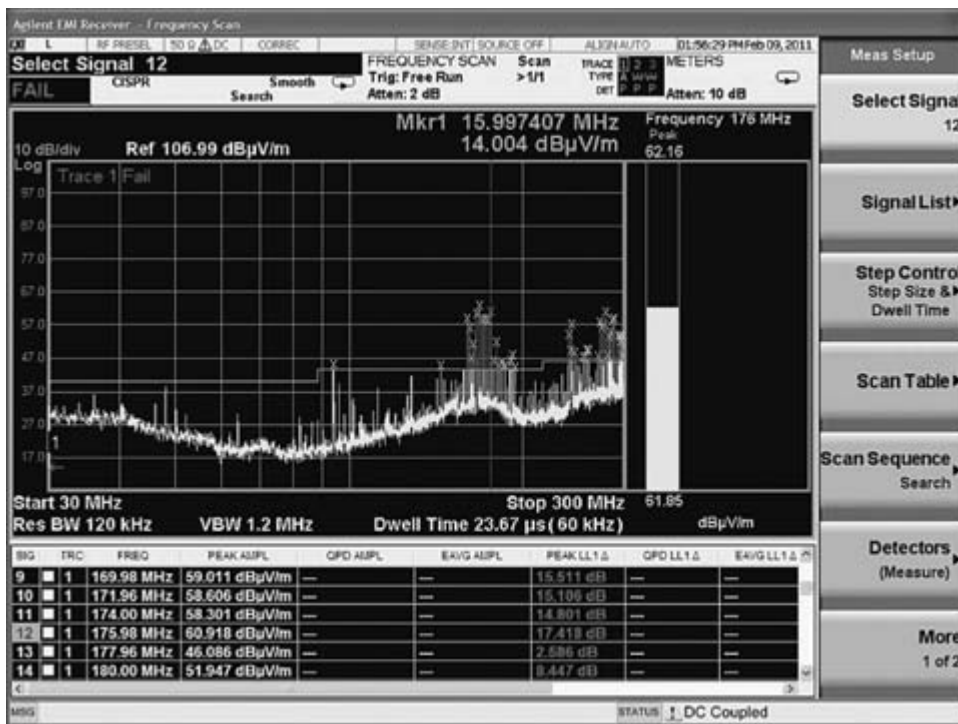 Agilent EMI Receiver - Frequency Scan
L RF PRESEL 50 Ω DC CORREC SENSE:INT SOURCE OFF ALIGN AUTO 01:56:29 PM Feb 09, 2011
Select Signal 12
FAIL
CISPR
Search
Smooth
FREQUENCY SCAN Scan
Trig: Free Run >1/1
Atten: 2 dB
TRACE 1 2 3
TYPE A W W
DET P P P
METERS
Atten: 10 dB
Mkr1 15.997407 MHz
14.004 dBµV/m
10 dB/div Ref 106.99 dBµV/m
Log
Trace 1 Fail
97.0
87.0
77.0
67.0
57.0
47.0
37.0
27.0
17.0
1
Frequency 176 MHz
Peak
62.16
61.85
dBµV/m
Start 30 MHz Stop 300 MHz
Res BW 120 kHz VBW 1.2 MHz Dwell Time 23.67 µs (60 kHz)
SIG TRC FREQ PEAK AMPL QPD AMPL EAVG AMPL PEAK LL1 Δ QPD LL1 Δ EAVG LL1 Δ
9 1 169.98 MHz 59.011 dBµV/m --- --- 15.511 dB --- ---
10 1 171.96 MHz 58.606 dBµV/m --- --- 15.106 dB --- ---
11 1 174.00 MHz 58.301 dBµV/m --- --- 14.801 dB --- ---
12 1 175.98 MHz 60.918 dBµV/m --- --- 17.418 dB --- ---
13 1 177.96 MHz 46.086 dBµV/m --- --- 2.586 dB --- ---
14 1 180.00 MHz 51.947 dBµV/m --- --- 8.447 dB --- ---
MSG STATUS DC Coupled
Meas Setup
Select Signal
12
Signal List
Step Control
Step Size &
Dwell Time
Scan Table
Scan Sequence
Search
Detectors
(Measure)
More
1 of 2